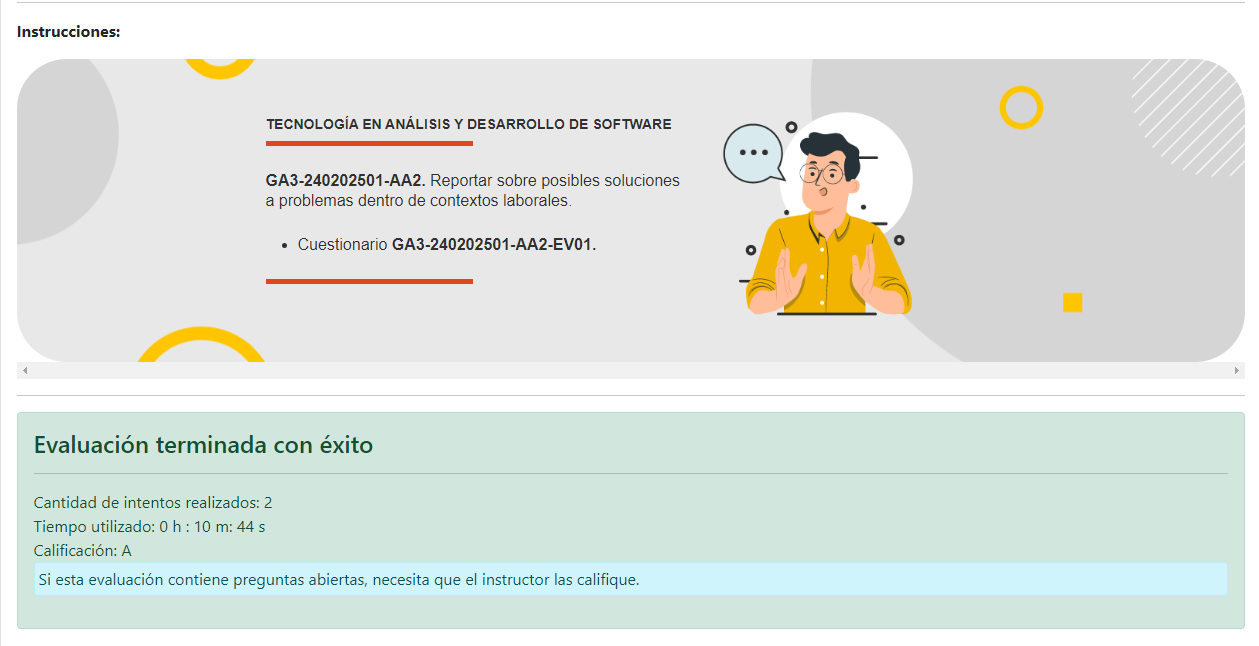 Instrucciones:
TECNOLOGÍA EN ANÁLISIS Y DESARROLLO DE SOFTWARE
GA3-240202501-AA2. Reportar sobre posibles soluciones
a problemas dentro de contextos laborales.
• Cuestionario GA3-240202501-AA2-EV01.
Evaluación terminada con éxito
Cantidad de intentos realizados: 2
Tiempo utilizado: 0 h : 10 m: 44 s
Calificación: A
Si esta evaluación contiene preguntas abiertas, necesita que el instructor las califique.